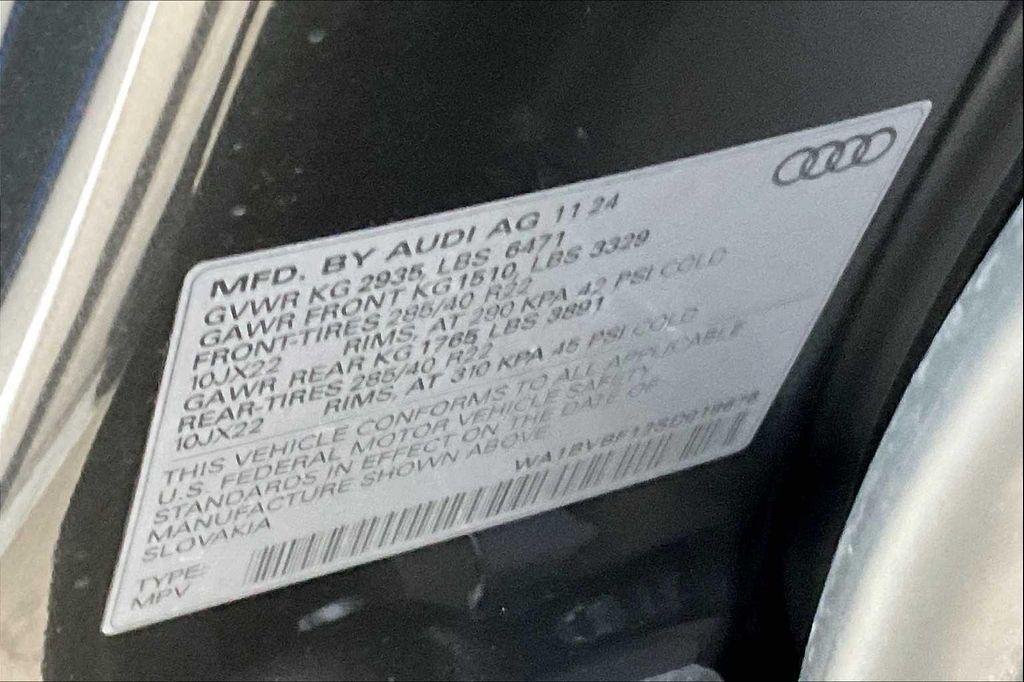 MFD. BY AUDI AG 11 24
GVWR KG 2935, LBS 6471
GAWR FRONT KG1510, LBS 3329
FRONT-TIRES 285/40 R22
10JX22 RIMS, AT 290 KPA 42 PSI COLD
GAWR REAR KG 1765 LBS 3891
REAR-TIRES 285/40 R22
10JX22 RIMS, AT 310 KPA 45 PSI COLD
THIS VEHICLE CONFORMS TO ALL APPLICABLE
U.S. FEDERAL MOTOR VEHICLE SAFETY
STANDARDS IN EFFECT ON THE DATE OF
MANUFACTURE SHOWN ABOVE
SLOVAKIA
TYPE:
MPV